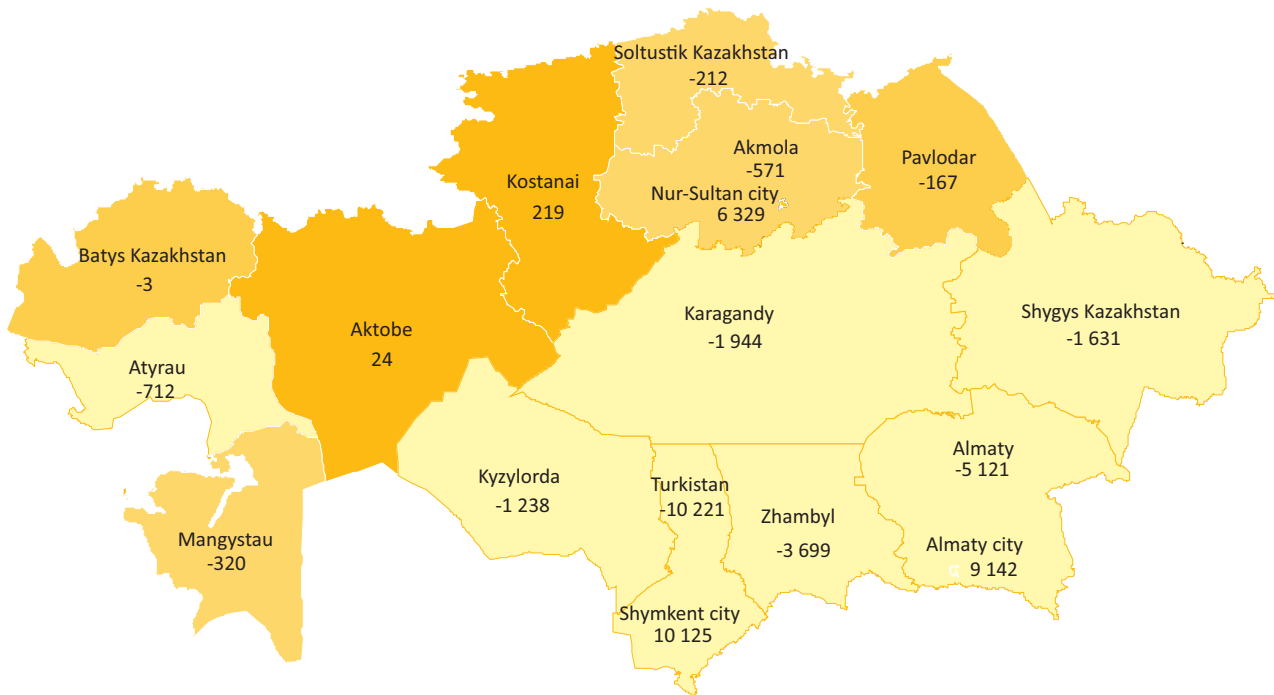 Soltustik Kazakhstan
-212
Akmola
-571
Nur-Sultan city
6 329
Pavlodar
-167
Kostanai
219
Batys Kazakhstan
-3
Aktobe
24
Atyrau
-712
Karagandy
-1 944
Shygys Kazakhstan
-1 631
Mangystau
-320
Kyzylorda
-1 238
Turkistan
-10 221
Zhambyl
-3 699
Almaty
-5 121
Almaty city
9 142
Shymkent city
10 125